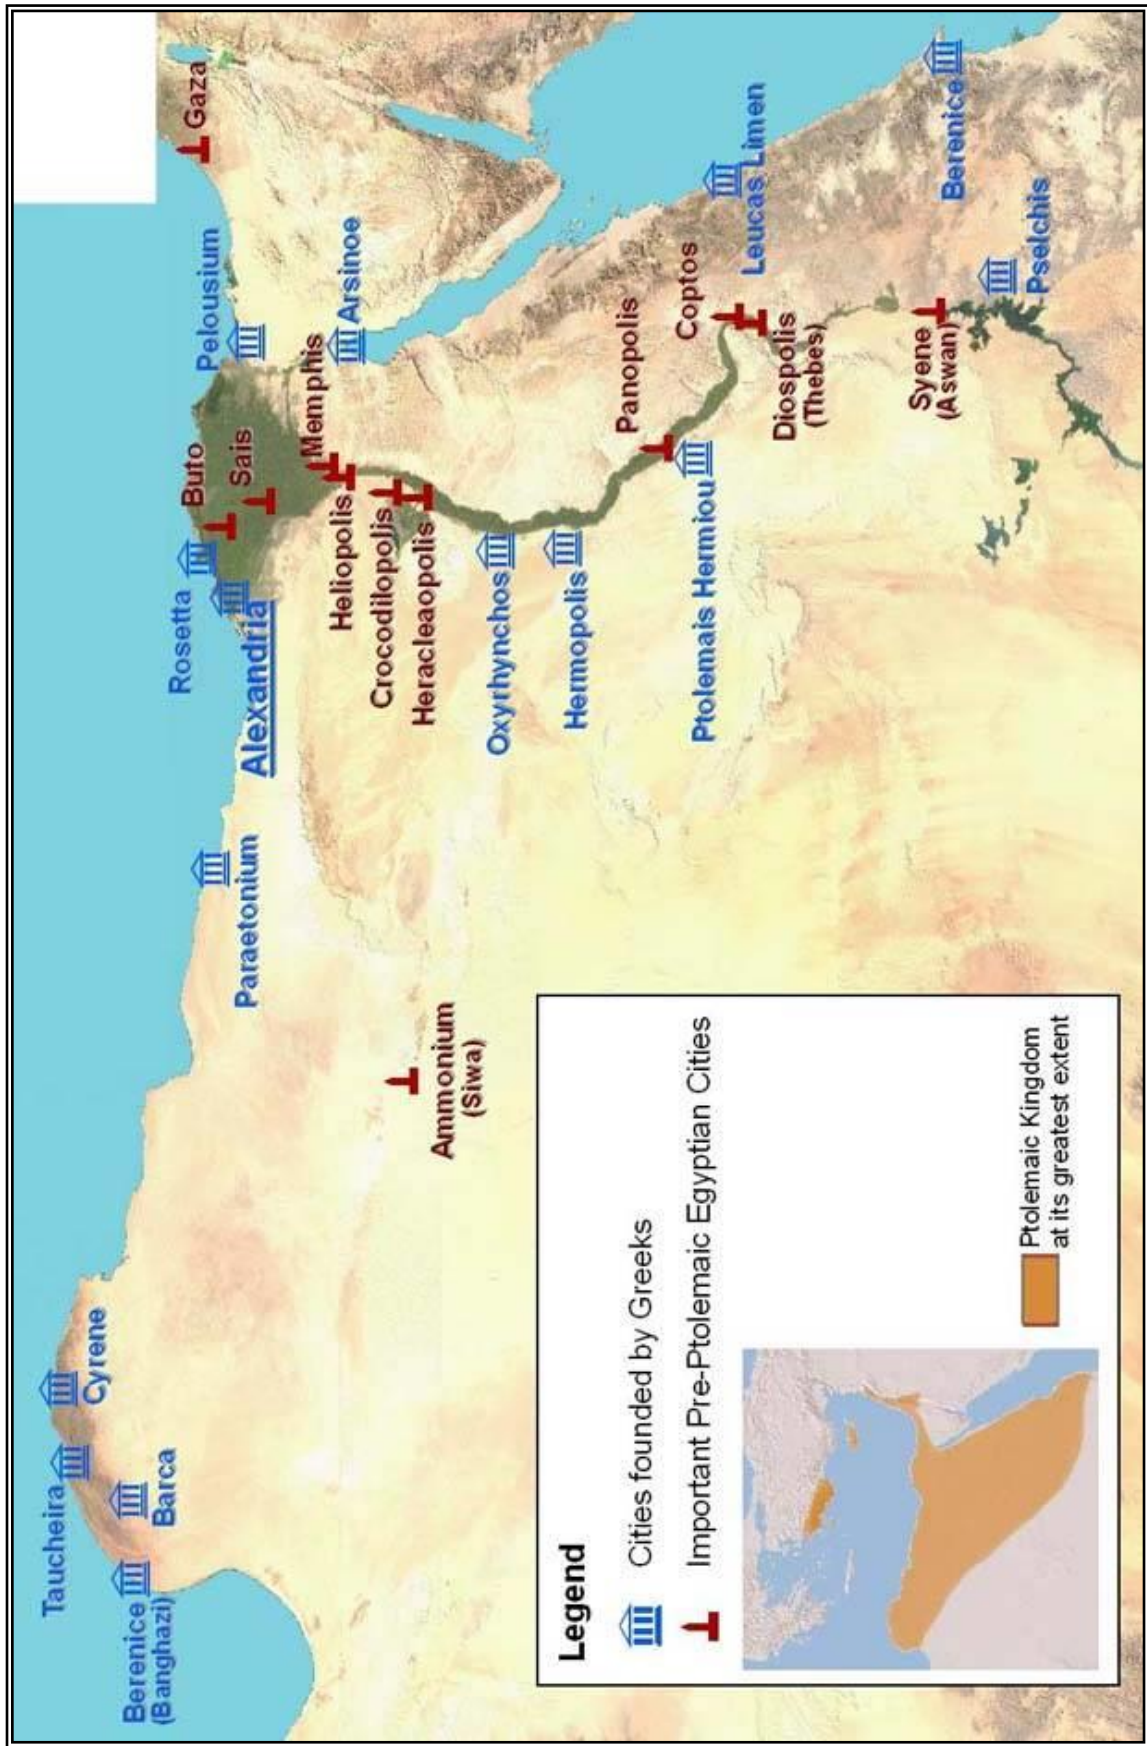 Taucheira
Cyrene
Berenice
(Banghazi)
Barca
Rosetta
Buto
Gaza
Pelousium
Sais
Paraetonium
Alexandria
Memphis
Heliopolis
Arsinoe
Crocodilopolis
Heracleaopolis
Ammonium
(Siwa)
Oxyrhynchos
Hermopolis
Panopolis
Coptos
Ptolemais Hermiou
Leucas Limen
Diospolis
(Thebes)
Syene
(Aswan)
Berenice
Pselchis
Legend
Cities founded by Greeks
Important Pre-Ptolemaic Egyptian Cities
Ptolemaic Kingdom
at its greatest extent